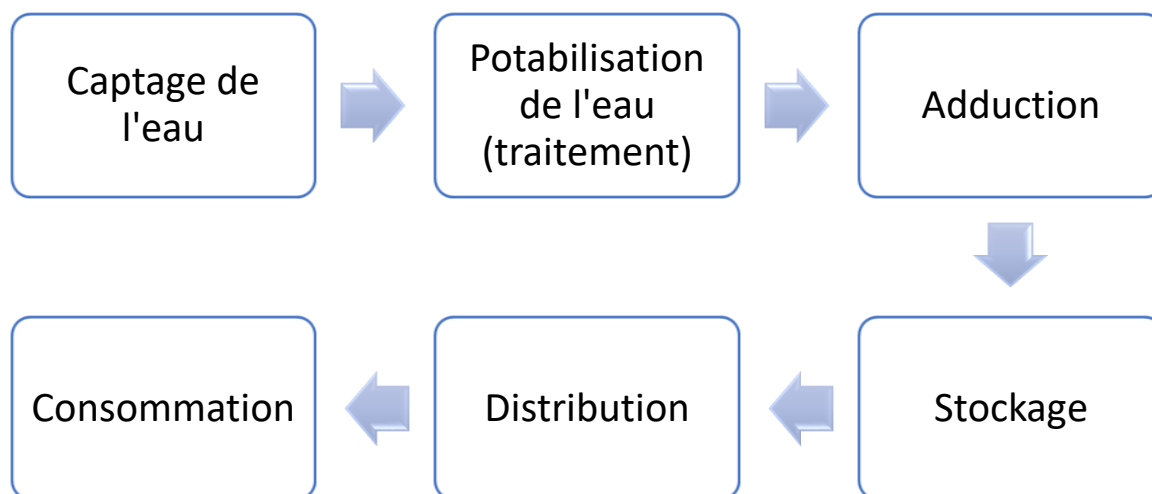 Captage de
l'eau
Potabilisation
de l'eau
(traitement)
Adduction
Stockage
Distribution
Consommation